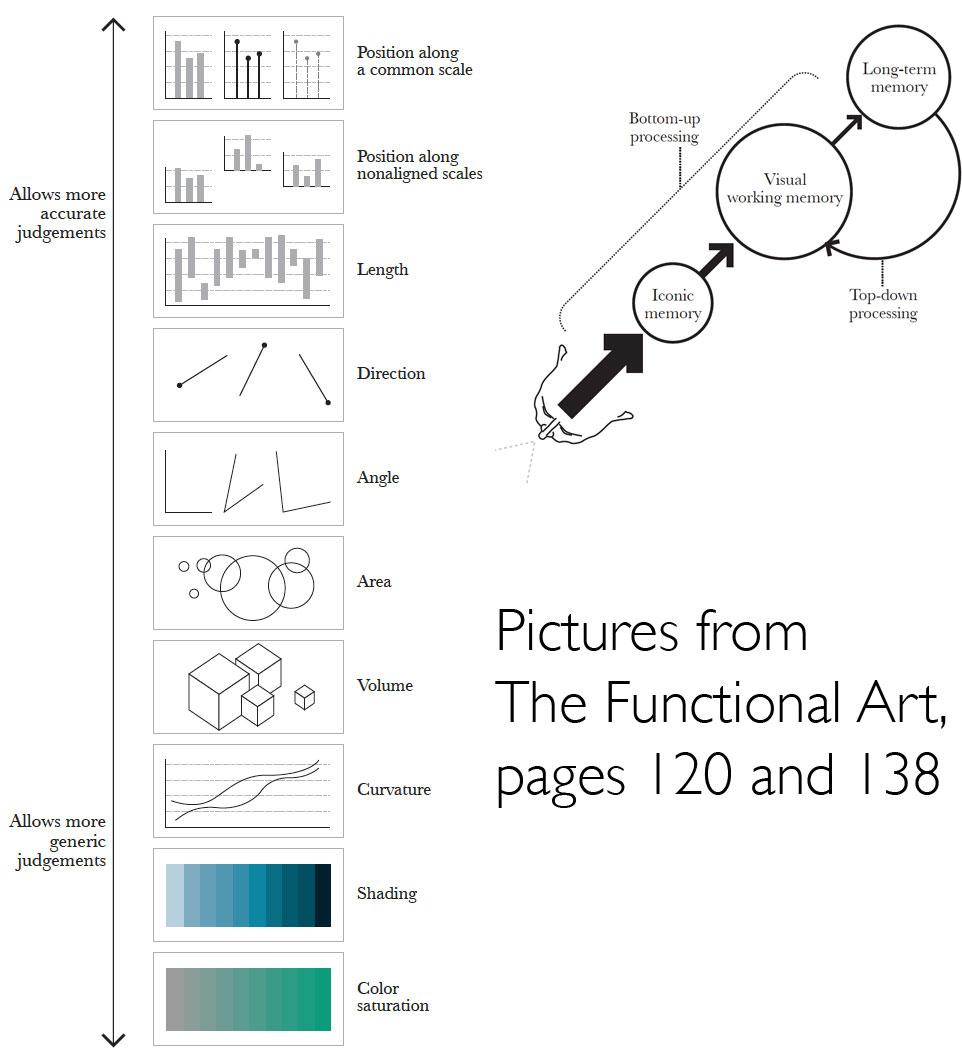 Allows more
accurate
judgements
Allows more
generic
judgements
Position along
a common scale
Position along
nonaligned scales
Length
Direction
Angle
Area
Volume
Curvature
Shading
Color
saturation
Long-term
memory
Bottom-up
processing
Visual
working memory
Iconic
memory
Top-down
processing
Pictures from
The Functional Art,
pages 120 and 138